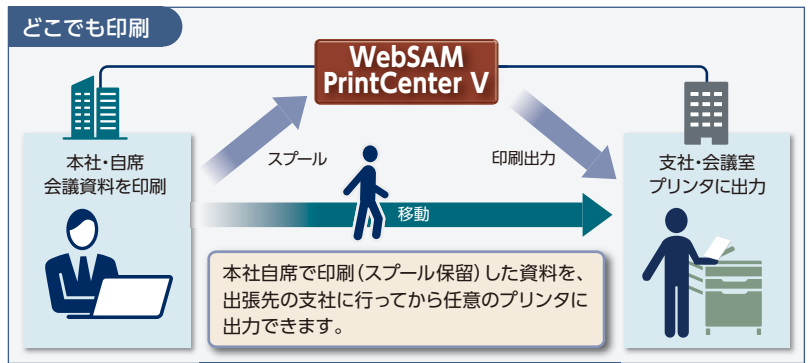 どこでも印刷
WebSAM
PrintCenter V
本社・自席
会議資料を印刷
スプール
印刷出力
支社・会議室
プリンタに出力
移動
本社自席で印刷(スプール保留)した資料を、
出張先の支社に行ってから任意のプリンタに
出力できます。